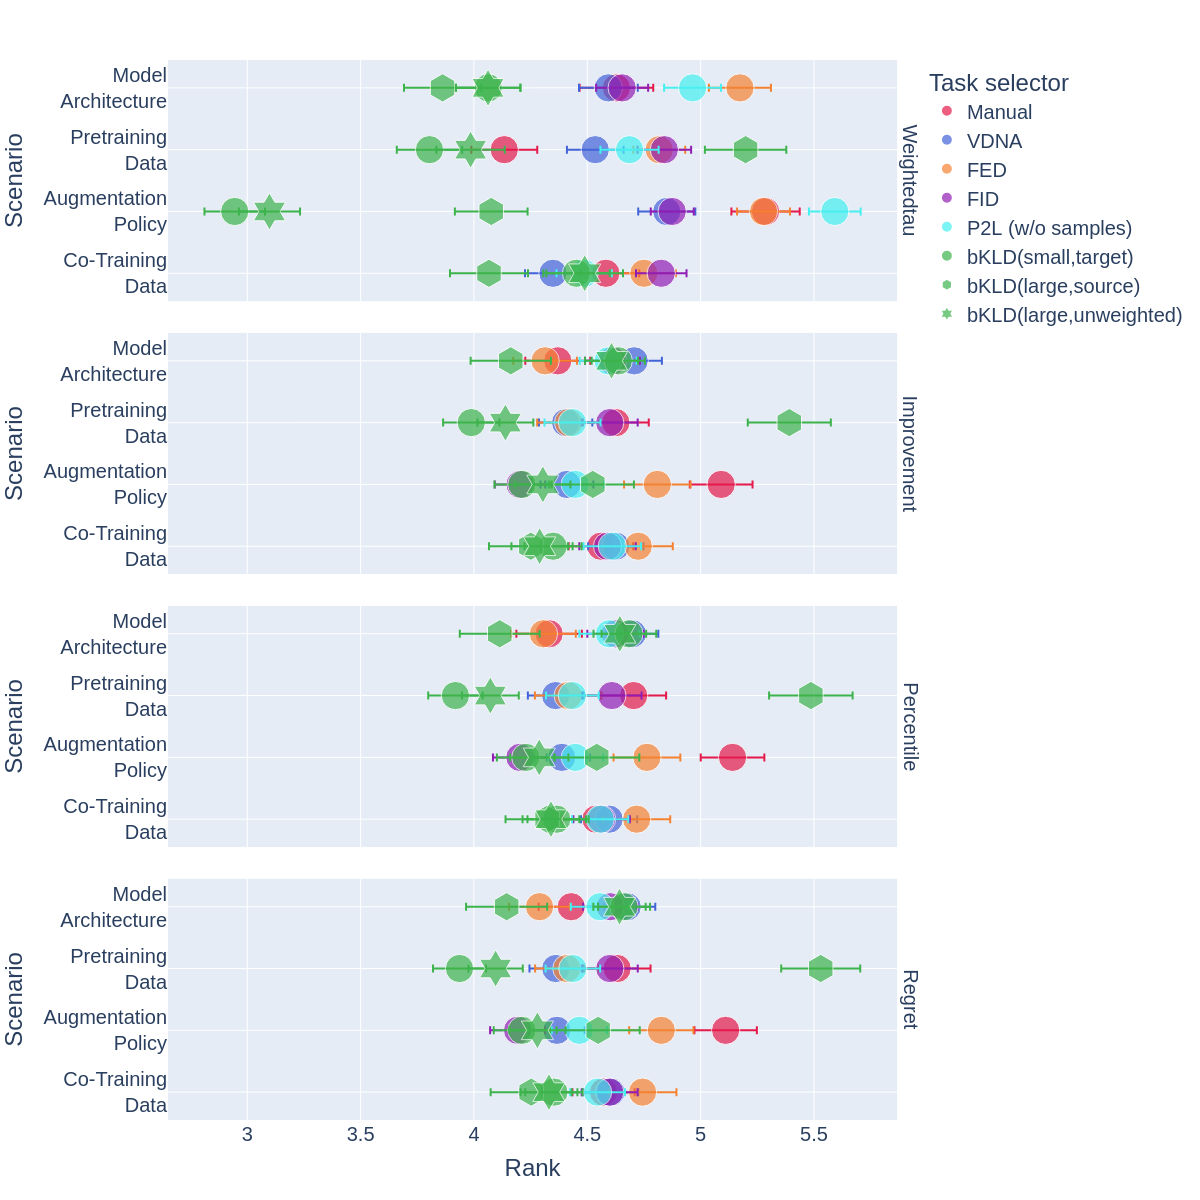 Task selector
Manual
VDNA
FED
FID
P2L (w/o samples)
bKLD(small,target)
bKLD(large,source)
bKLD(large,unweighted)
Scenario
Model
Architecture
Pretraining
Data
Augmentation
Policy
Co-Training
Data
Weightedtau
Scenario
Model
Architecture
Pretraining
Data
Augmentation
Policy
Co-Training
Data
Improvement
Scenario
Model
Architecture
Pretraining
Data
Augmentation
Policy
Co-Training
Data
Percentile
Scenario
Model
Architecture
Pretraining
Data
Augmentation
Policy
Co-Training
Data
Regret
3 3.5 4 4.5 5 5.5
Rank